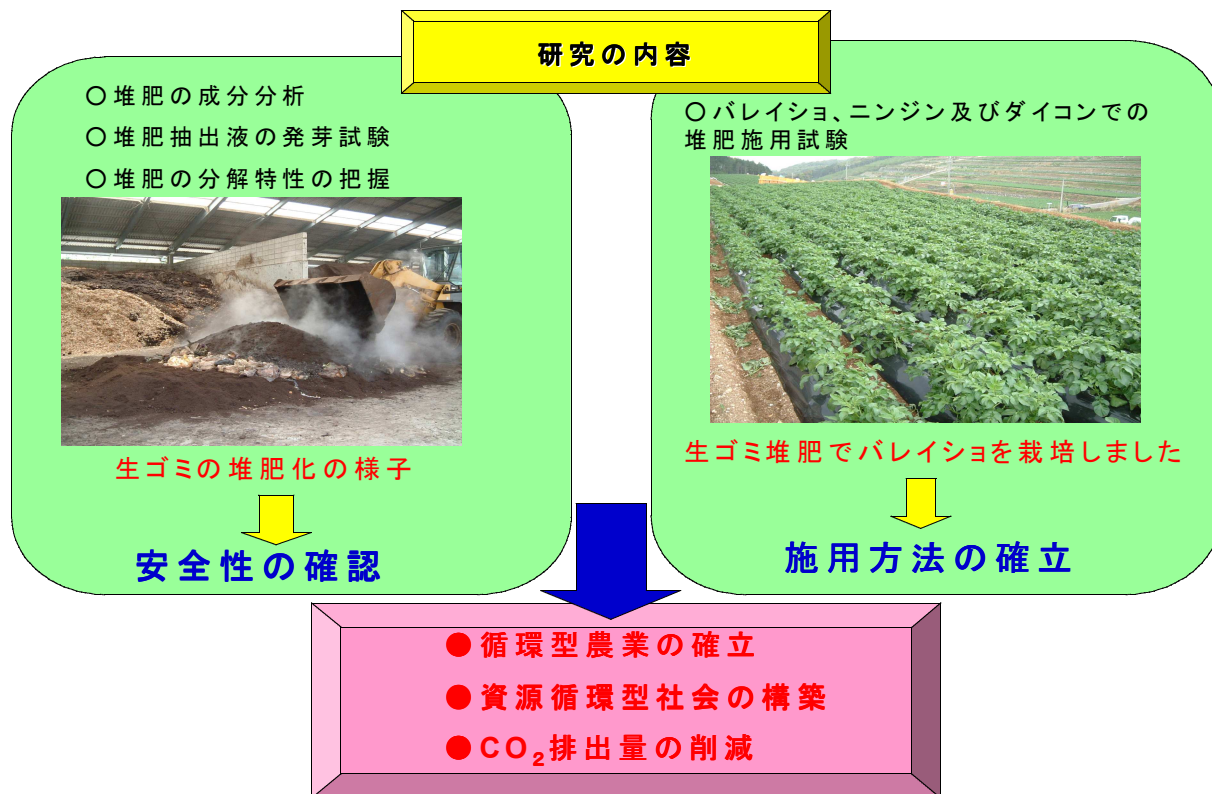 研究の内容
○堆肥の成分分析
○堆肥抽出液の発芽試験
○堆肥の分解特性の把握
生ゴミの堆肥化の様子
安全性の確認
○バレイショ、ニンジン及びダイコンでの
堆肥施用試験
生ゴミ堆肥でバレイショを栽培しました
施用方法の確立
●循環型農業の確立
●資源循環型社会の構築
●CO₂排出量の削減